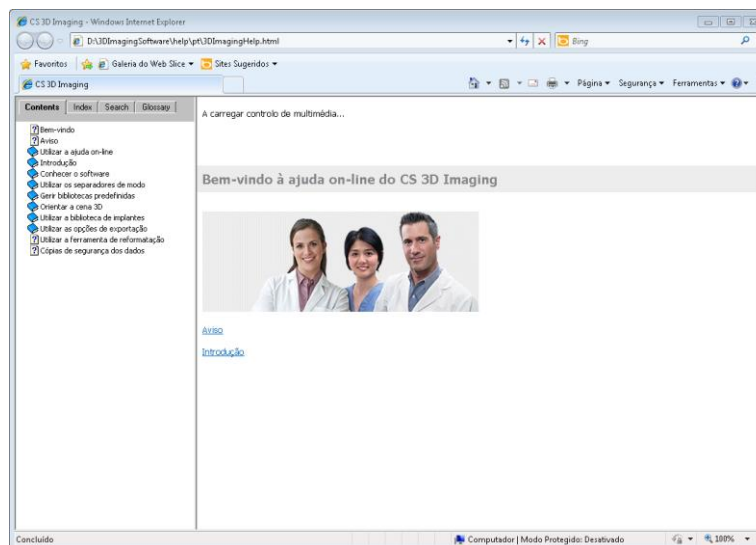 CS 3D Imaging - Windows Internet Explorer
D:\3DImagingSoftware\help\pt\3DImagingHelp.html
Bing
Favoritos Galeria do Web Slice Sites Sugeridos
CS 3D Imaging
Página Segurança Ferramentas
Contents Index Search Glossary
Bem-vindo
Aviso
Utilizar a ajuda on-line
Introdução
Conhecer o software
Utilizar os separadores de modo
Gerir bibliotecas predefinidas
Orientar a cena 3D
Utilizar a biblioteca de implantes
Utilizar as opções de exportação
Utilizar a ferramenta de reformatação
Cópias de segurança dos dados
A carregar controlo de multimédia...
Bem-vindo à ajuda on-line do CS 3D Imaging
Aviso
Introdução
Concluído
Computador | Modo Protegido: Desativado
100%